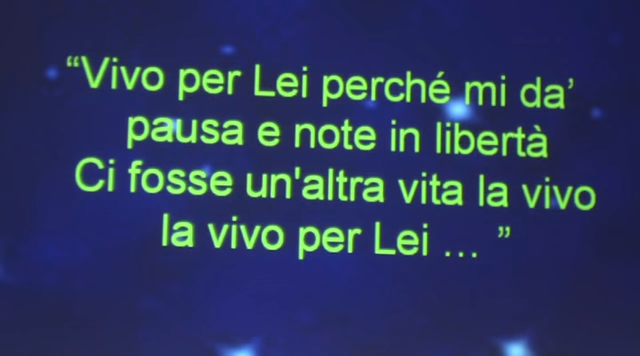 “Vivo per Lei perché mi da’
pausa e note in libertà
Ci fosse un'altra vita la vivo
la vivo per Lei ... ”